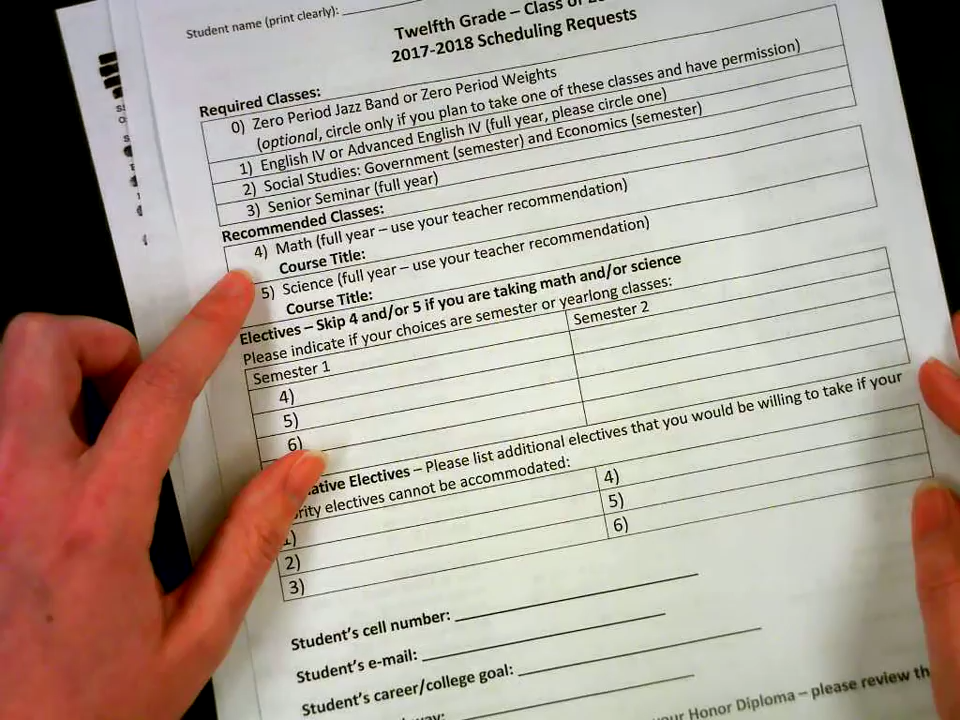 Student name (print clearly):
Twelfth Grade – Class of
2017-2018 Scheduling Requests
Required Classes:
0) Zero Period Jazz Band or Zero Period Weights
(optional, circle only if you plan to take one of these classes and have permission)
1) English IV or Advanced English IV (full year, please circle one)
2) Social Studies: Government (semester) and Economics (semester)
3) Senior Seminar (full year)
Recommended Classes:
4) Math (full year – use your teacher recommendation)
Course Title:
5) Science (full year – use your teacher recommendation)
Course Title:
Electives – Skip 4 and/or 5 if you are taking math and/or science
Please indicate if your choices are semester or yearlong classes:
Semester 1 Semester 2
4)
5)
6)
ative Electives – Please list additional electives that you would be willing to take if your
rity electives cannot be accommodated:
1) 4)
2) 5)
3) 6)
Student's cell number:
Student's e-mail:
Student's career/college goal:
your Honor Diploma – please review th